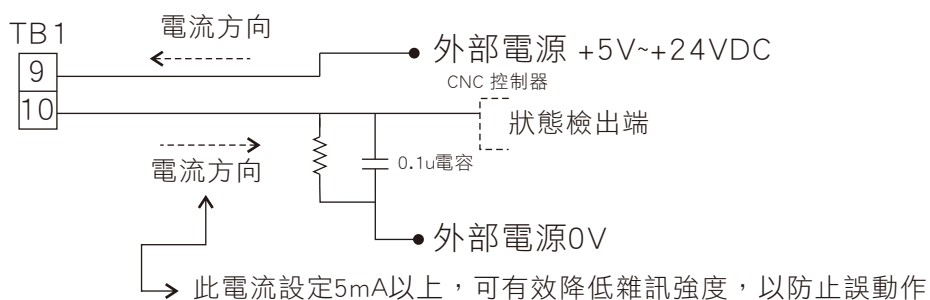 電流方向
TB1
外部電源 +5V~+24VDC
9
CNC 控制器
10
狀態檢出端
0.1u電容
電流方向
外部電源0V
此電流設定5mA以上，可有效降低雜訊強度，以防止誤動作